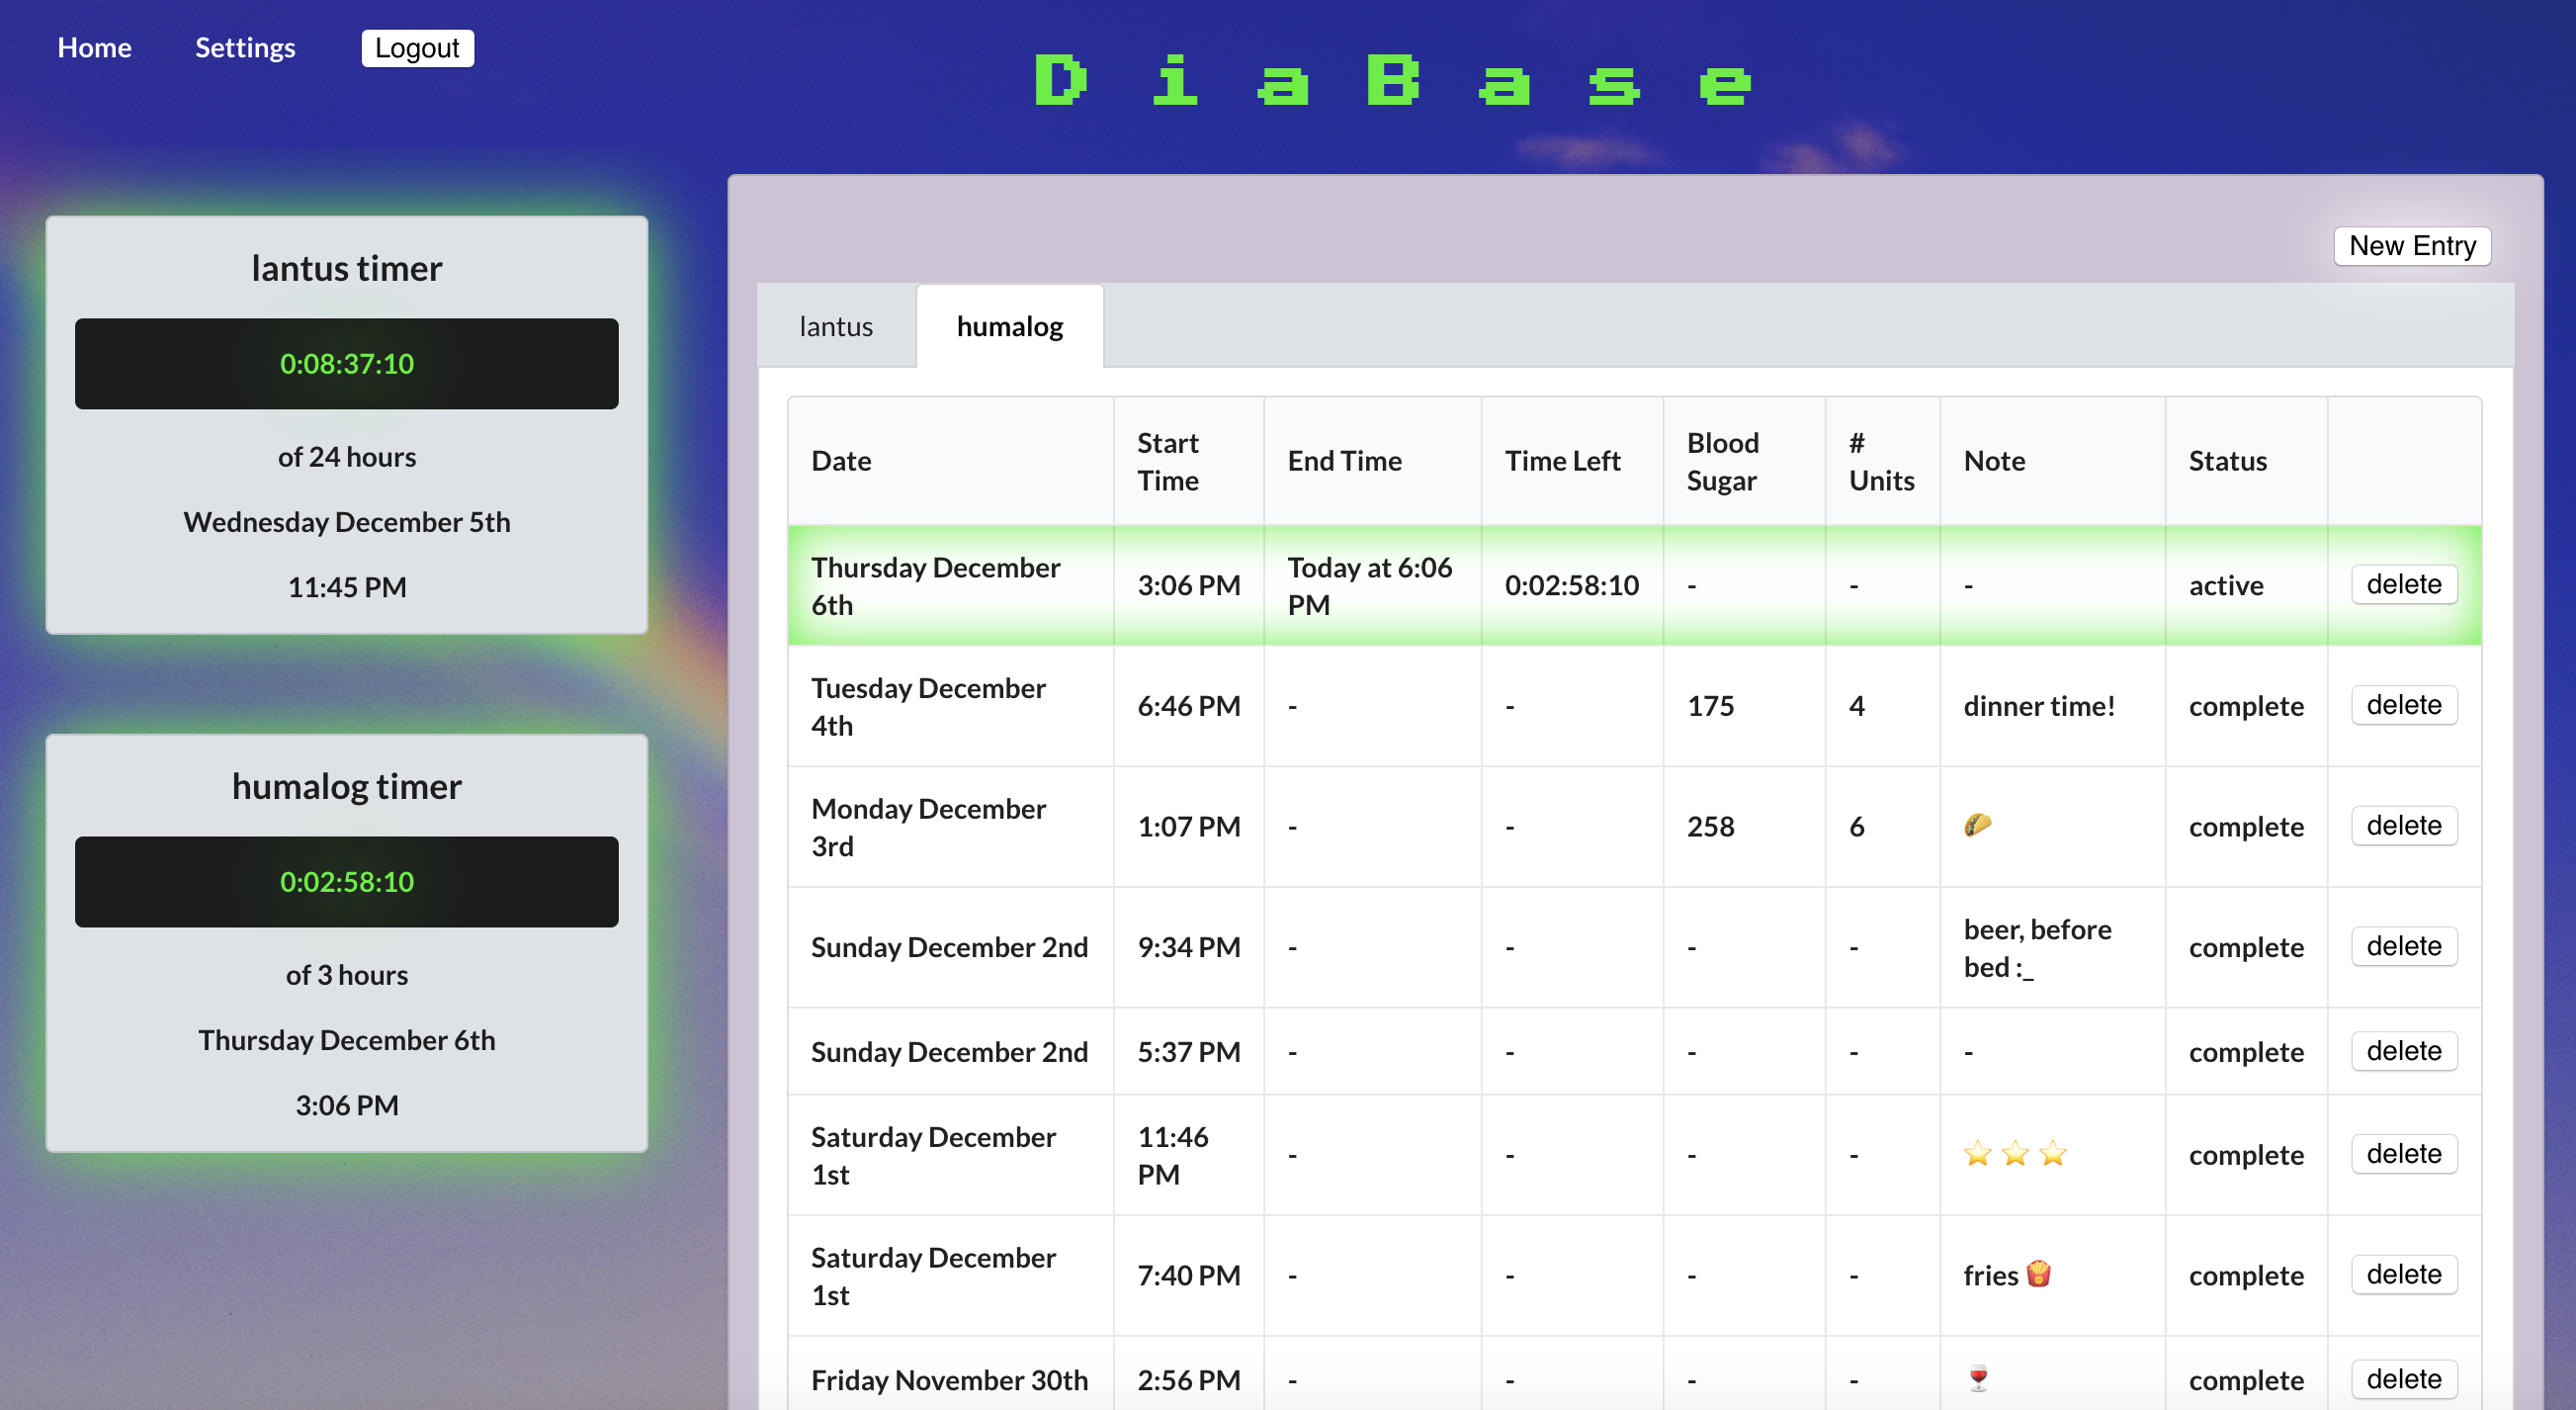 Home Settings Logout
DiaBase
lantus timer
0:08:37:10
of 24 hours
Wednesday December 5th
11:45 PM
humalog timer
0:02:58:10
of 3 hours
Thursday December 6th
3:06 PM
New Entry
lantus humalog
Date Start Time End Time Time Left Blood Sugar # Units Note Status
Thursday December 6th 3:06 PM Today at 6:06 PM 0:02:58:10 - - - active delete
Tuesday December 4th 6:46 PM - - 175 4 dinner time! complete delete
Monday December 3rd 1:07 PM - - 258 6 🌮 complete delete
Sunday December 2nd 9:34 PM - - - - beer, before bed :_ complete delete
Sunday December 2nd 5:37 PM - - - - - complete delete
Saturday December 1st 11:46 PM - - - - ⭐ ⭐ ⭐ complete delete
Saturday December 1st 7:40 PM - - - - fries 🍟 complete delete
Friday November 30th 2:56 PM - - - - 🍷 complete delete